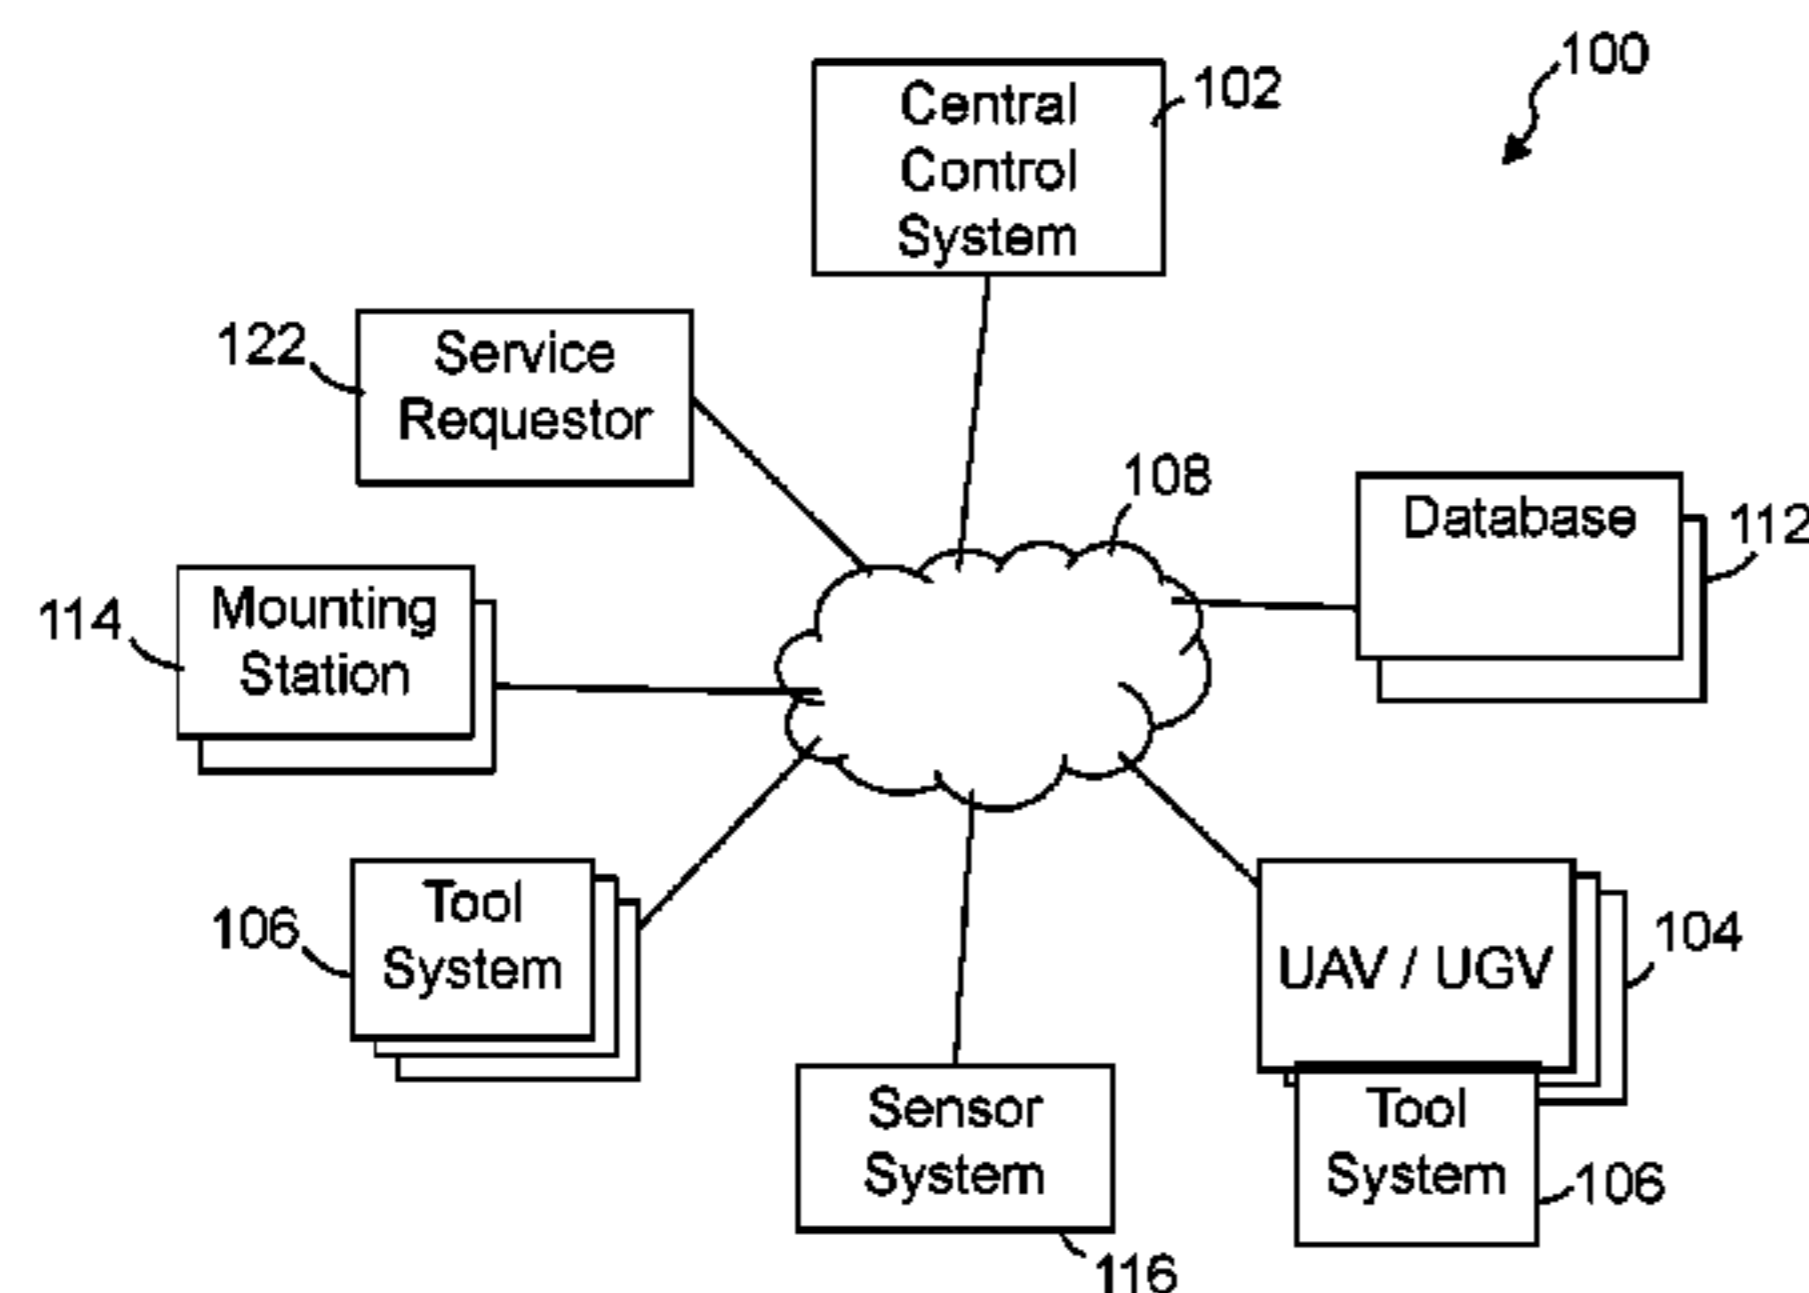 100
Central
Control
System
102
122
Service
Requestor
108
Database
112
114
Mounting
Station
106
Tool
System
UAV / UGV
104
Sensor
System
116
Tool
System
106